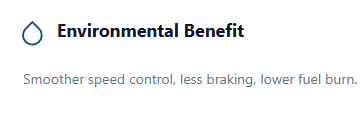 Environmental Benefit
Smoother speed control, less braking, lower fuel burn.